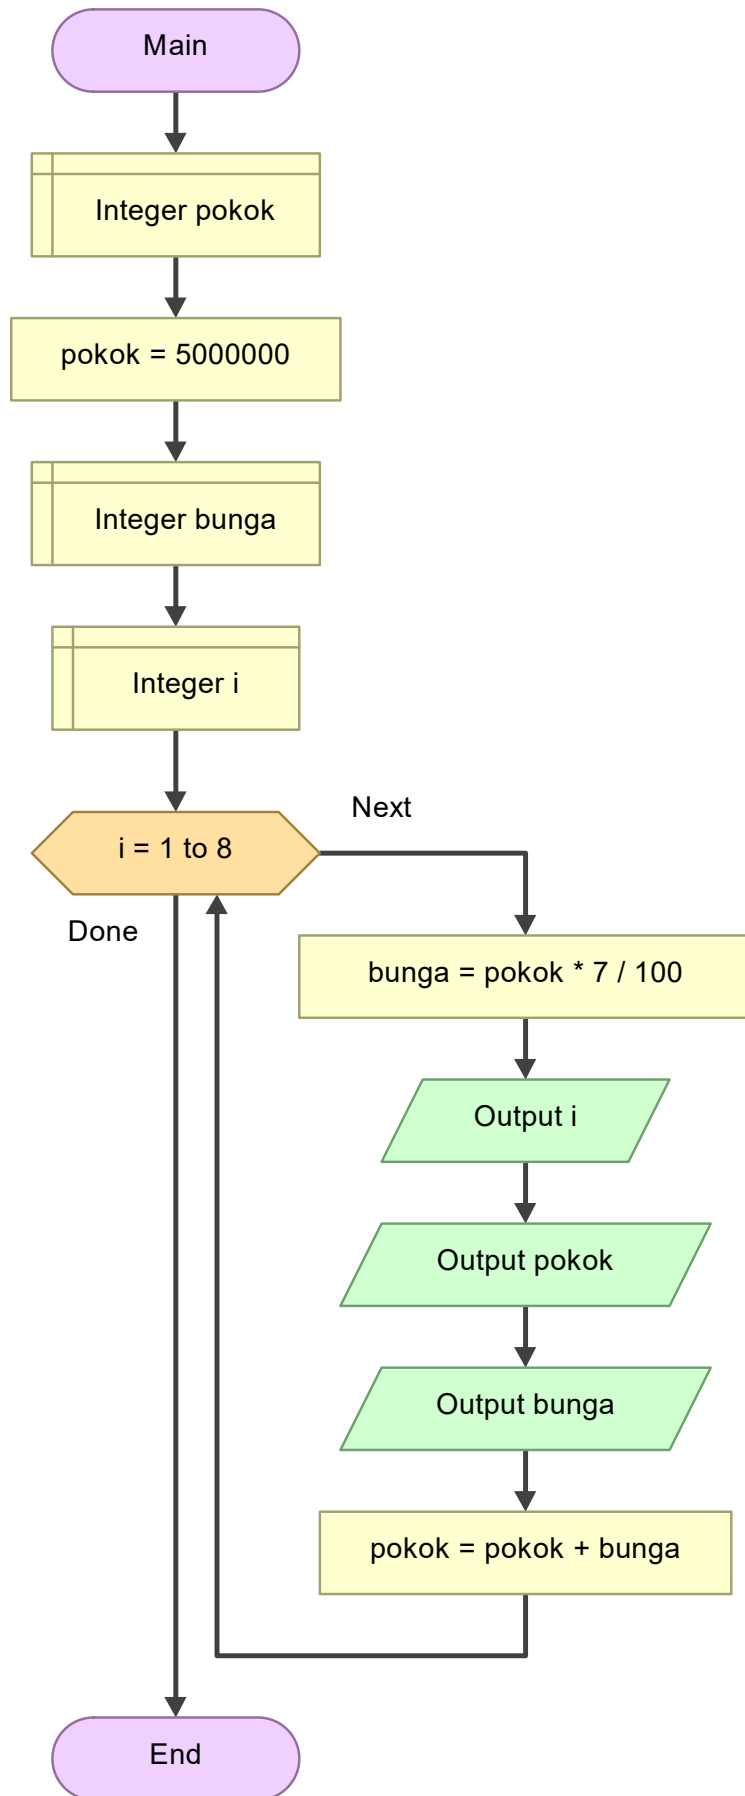 Main
Integer pokok
pokok = 5000000
Integer bunga
Integer i
i = 1 to 8
Next
Done
bunga = pokok * 7 / 100
Output i
Output pokok
Output bunga
pokok = pokok + bunga
End